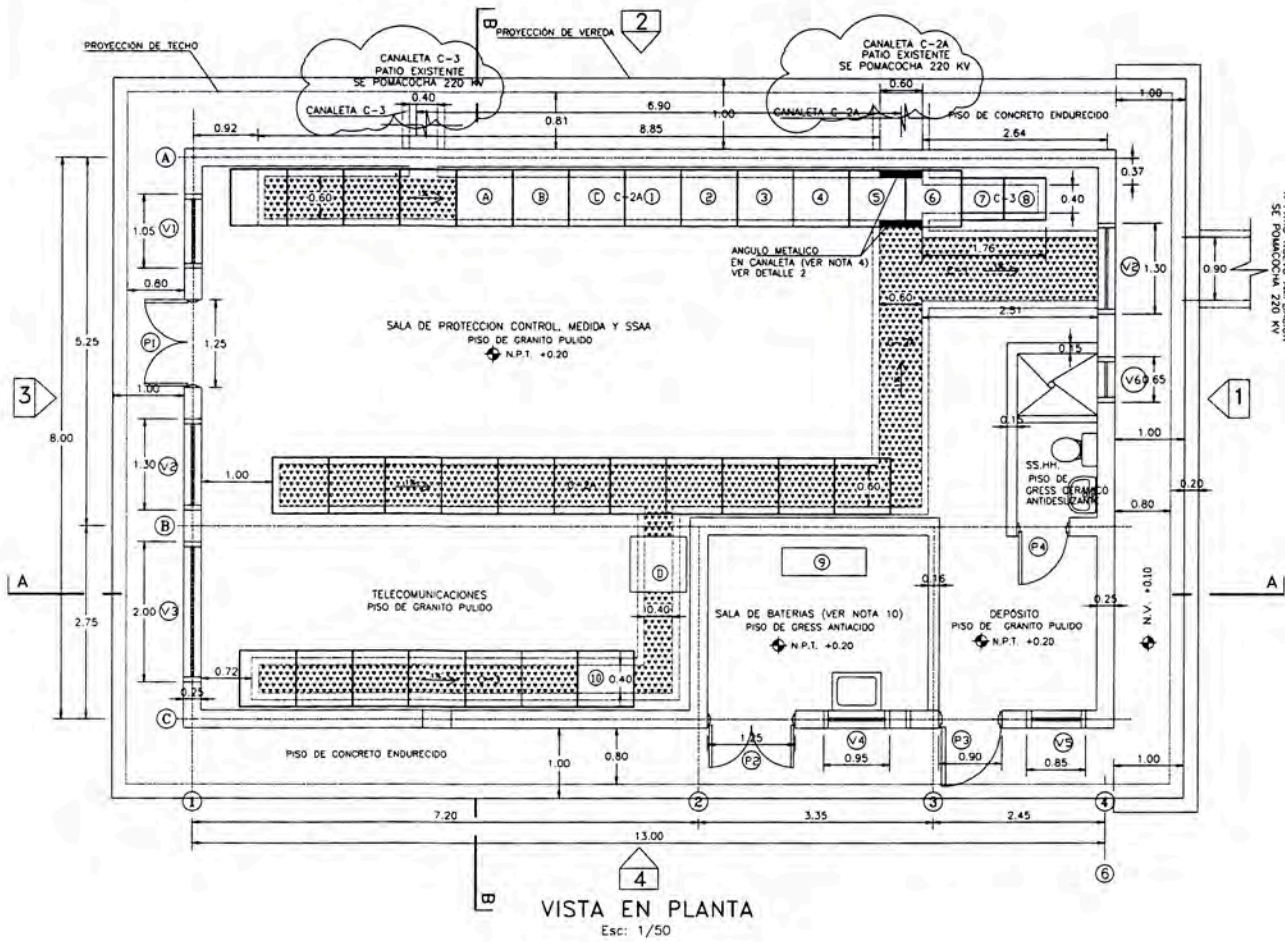 B
2
PROYECCIÓN DE TECHO
PROYECCIÓN DE VEREDA
CANALETA C-3
PATIO EXISTENTE
SE POMACOCHA 220 KV
CANALETA C-2A
PATIO EXISTENTE
SE POMACOCHA 220 KV
0.40
0.60
CANALETA C-3
6.90
CANALETA C-2A
PISO DE CONCRETO ENDURECIDO
1.00
0.92
0.81
8.85
1.00
2.64
A
0.37
0.60
A
B
C
C-2A
1
2
3
4
5
6
7
C-3
8
0.40
SE POMACOCHA 220 KV.
V1
1.05
ANGULO METALICO
EN CANALETA (VER NOTA 4)
VER DETALLE 2
1.76
V2
1.30
0.90
0.80
0.60
2.51
SALA DE PROTECCION CONTROL, MEDIDA Y SSAA
PISO DE GRANITO PULIDO
N.P.T. +0.20
P1
1.25
5.25
0.15
V6
0.65
3
1.00
1
8.00
0.15
1.00
1.30
V2
1.00
C-2A
0.60
SS.HH.
PISO DE
GRESS CERAMICO
ANTIDESLIZANTE
0.20
0.80
B
P4
9
D
A
A
TELECOMUNICACIONES
PISO DE GRANITO PULIDO
0.16
0.25
2.00
V3
0.40
SALA DE BATERIAS (VER NOTA 10)
PISO DE GRESS ANTIACIDO
N.P.T. +0.20
DEPÓSITO
PISO DE GRANITO PULIDO
N.P.T. +0.20
N.V. +0.10
2.75
0.72
C-3
10
0.40
0.25
C
PISO DE CONCRETO ENDURECIDO
1.00
0.80
1.25
P2
V4
0.95
P3
0.90
V5
0.85
1.00
1
2
3
4
7.20
3.35
2.45
13.00
4
6
B
VISTA EN PLANTA
Esc: 1/50